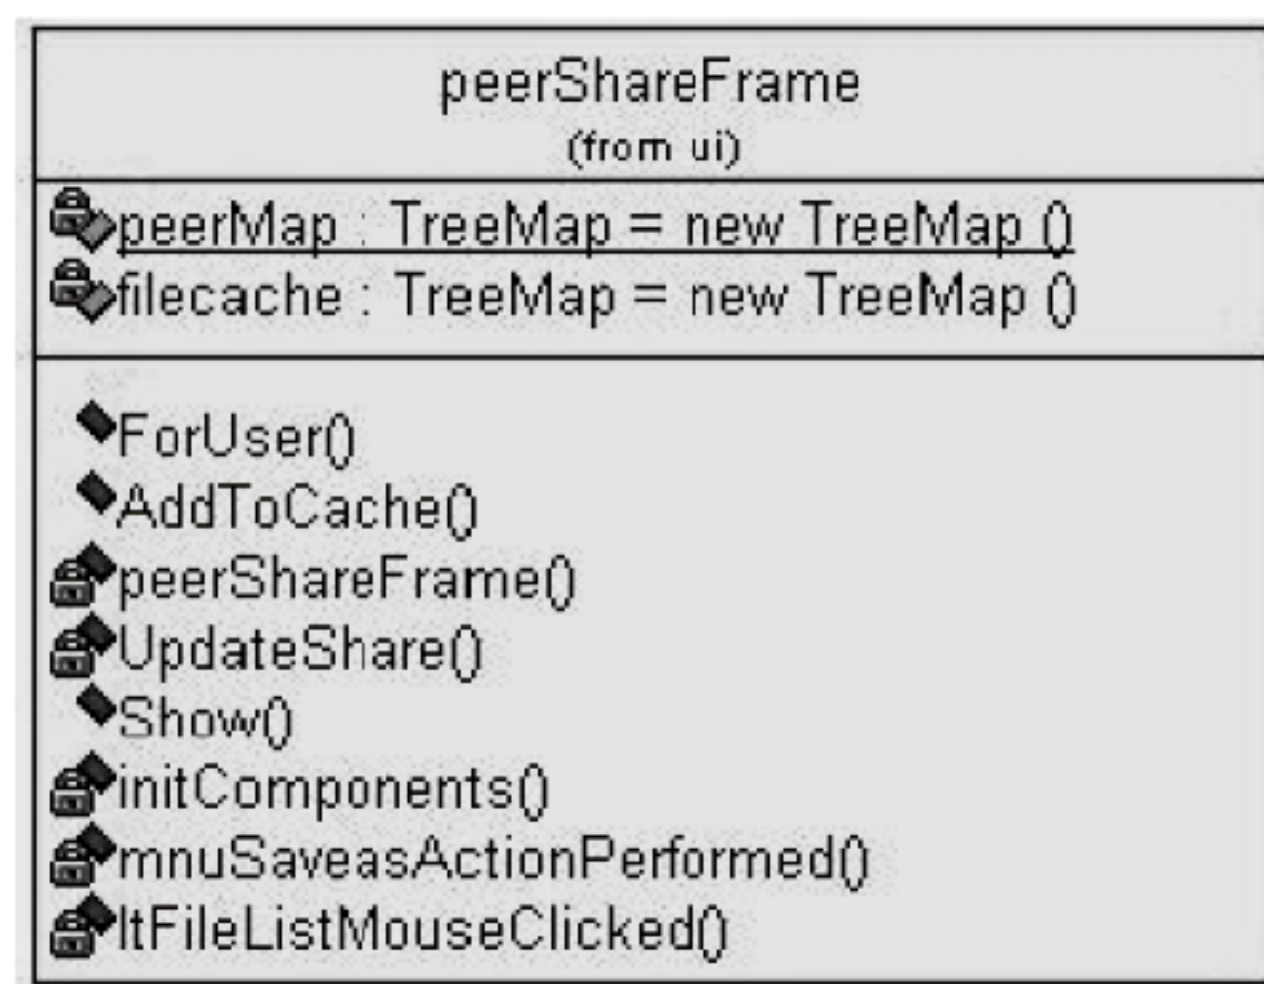 peerShareFrame
(from ui)
peerMap : TreeMap = new TreeMap ()
filecache : TreeMap = new TreeMap ()
ForUser()
AddToCache()
peerShareFrame()
UpdateShare()
Show()
initComponents()
mnuSaveasActionPerformed()
ltFileListMouseClicked()